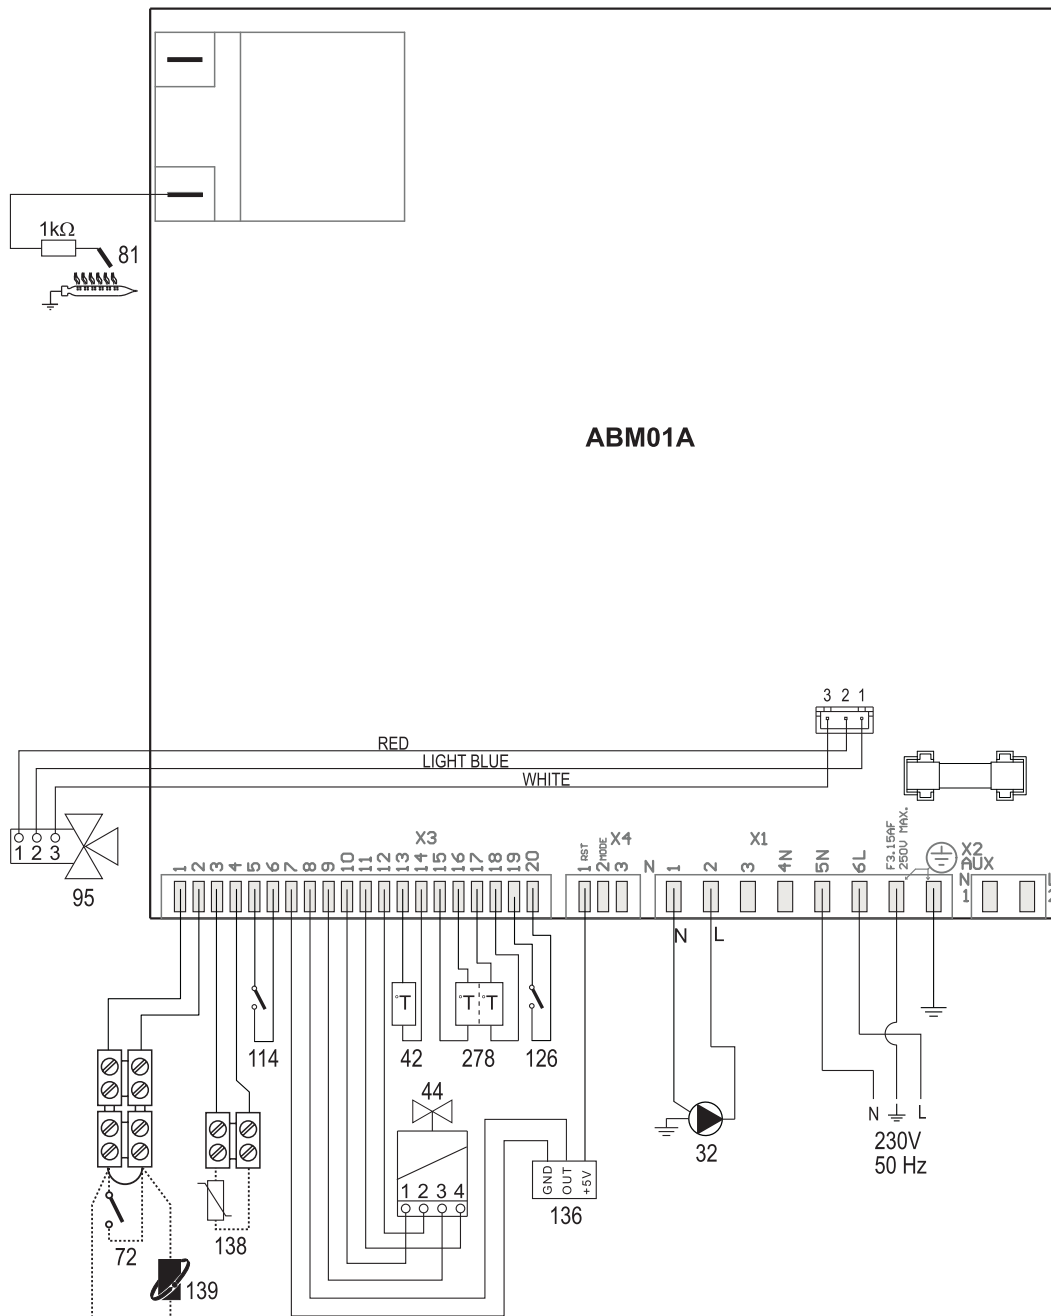 1kΩ
81
ABM01A
3 2 1
RED
LIGHT BLUE
WHITE
1 2 3
95
X3
1 2 3 4 5 6 7 8 9 10 11 12 13 14 15 16 17 18 19 20
X4
1 RST
2 MODE
3
Z
X1
1 2 3 4N 5N 6L
F3.15AF
250V MAX.
X2
AUX
N
1
N L
°T
°T °T
114
42
278
126
44
1 2 3 4
GND
OUT
+5V
136
32
N L
230V
50 Hz
72
138
139